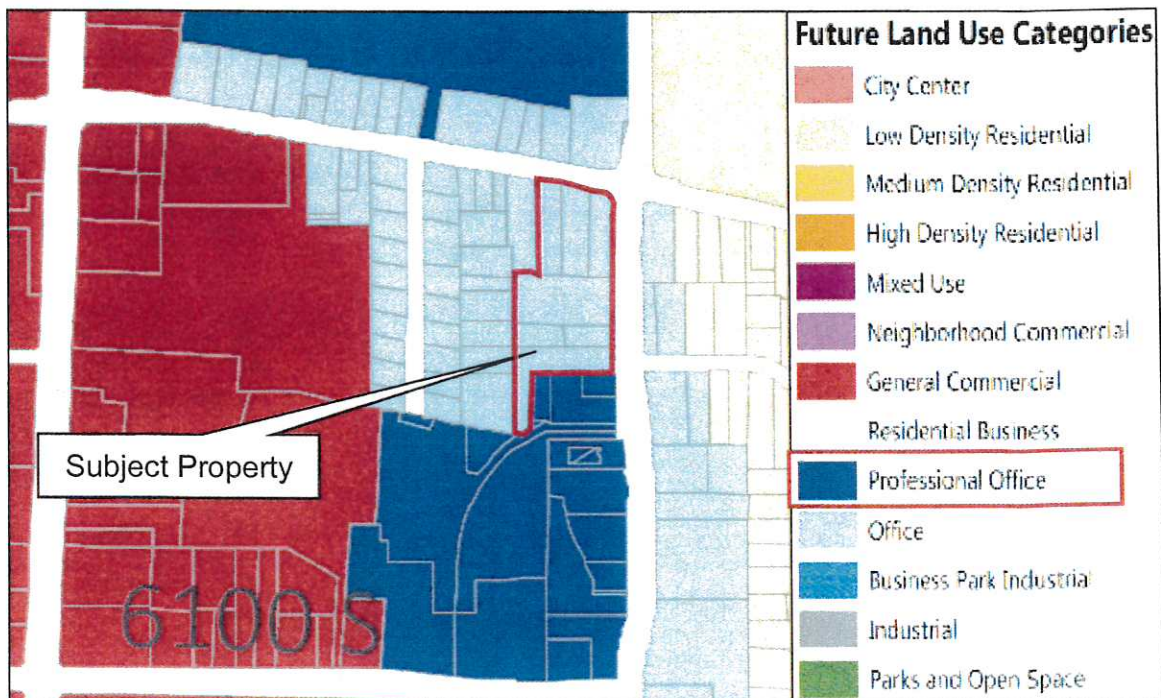 Future Land Use Categories
City Center
Low Density Residential
Medium Density Residential
High Density Residential
Mixed Use
Neighborhood Commercial
General Commercial
Residential Business
Professional Office
Office
Business Park Industrial
Industrial
Parks and Open Space
Subject Property
6100 S